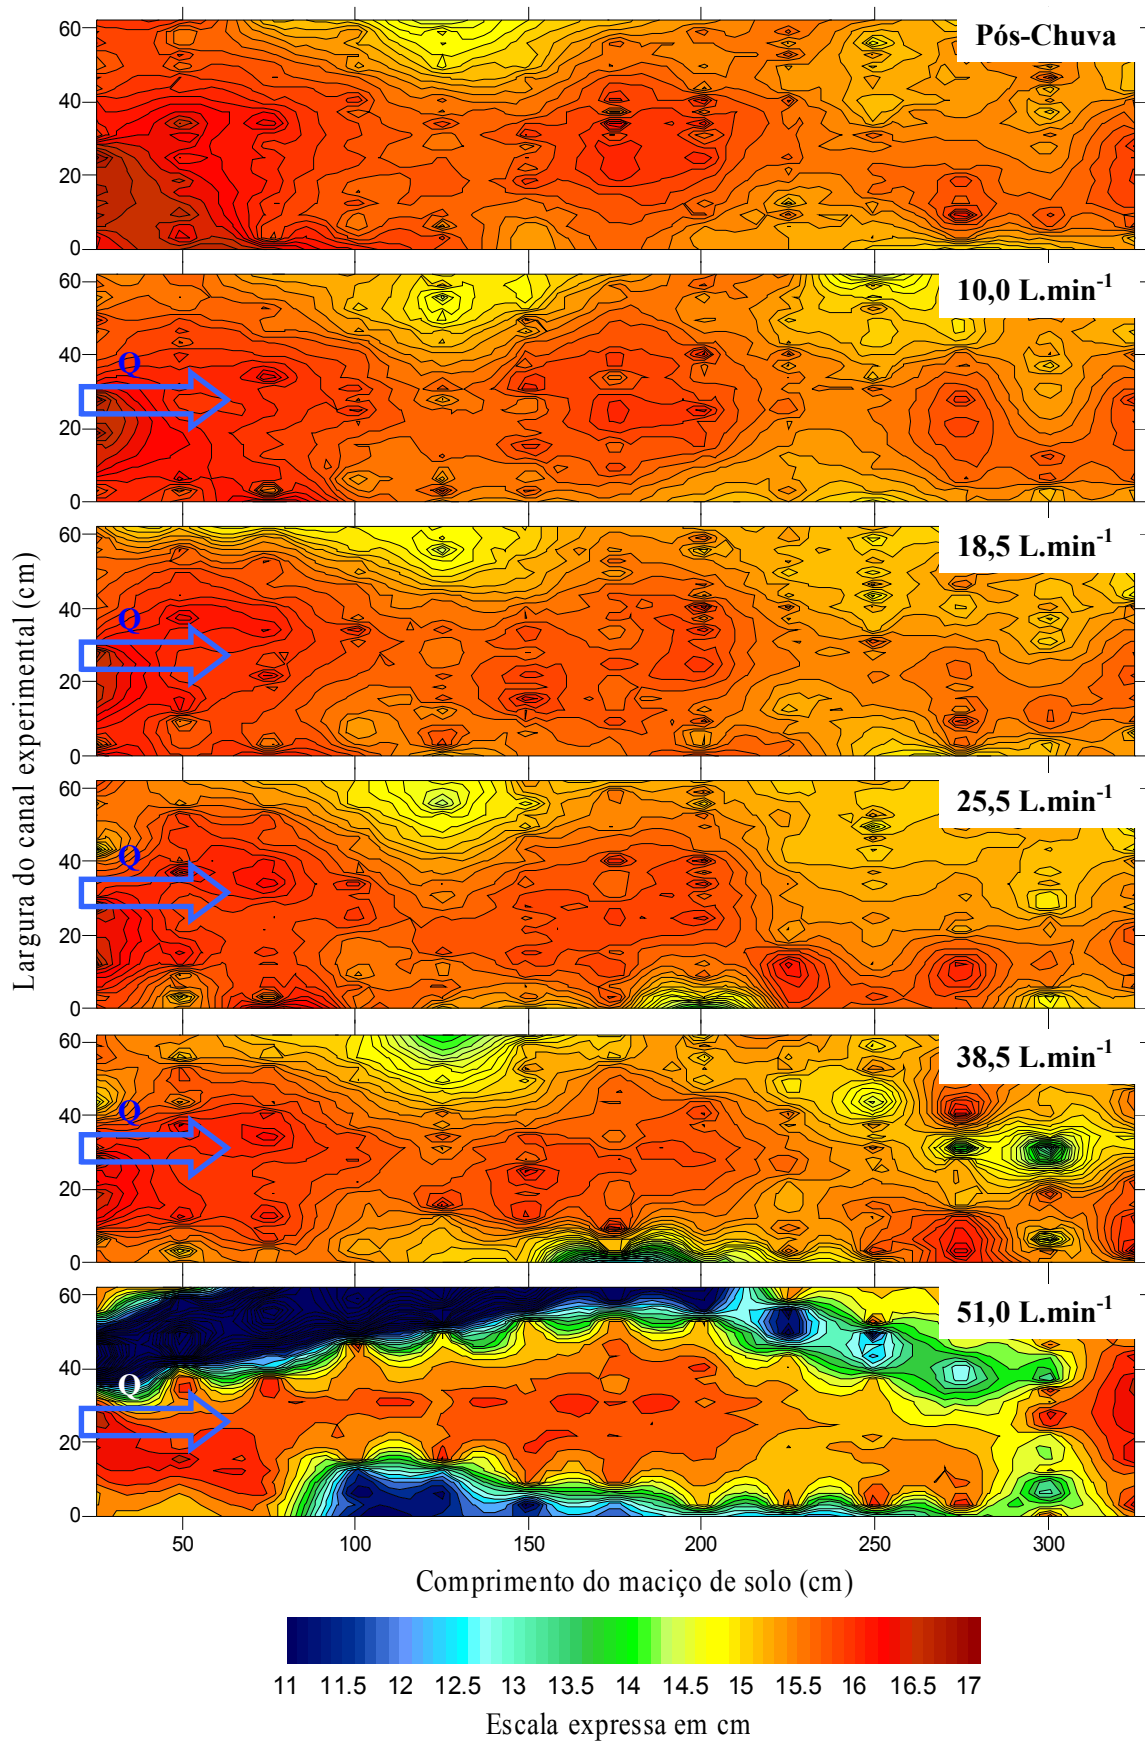 Pós-Chuva
60
40
20
0
10,0 L.min-1
60
40
Q
20
0
18,5 L.min-1
60
40
Q
20
0
25,5 L.min-1
60
40
Q
20
0
38,5 L.min-1
60
40
Q
20
0
51,0 L.min-1
60
40
Q
20
0
Largura do canal experimental (cm)
50 100 150 200 250 300
Comprimento do maciço de solo (cm)
11 11.5 12 12.5 13 13.5 14 14.5 15 15.5 16 16.5 17
Escala expressa em cm